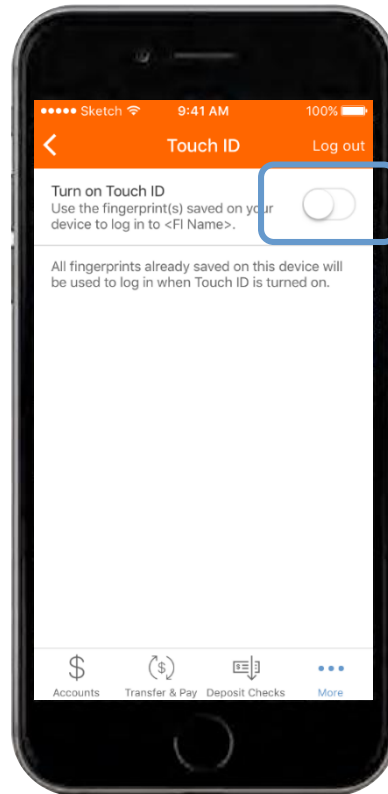 Sketch 9:41 AM 100%
Touch ID Log out
Turn on Touch ID
Use the fingerprint(s) saved on your
device to log in to <FI Name>.
All fingerprints already saved on this device will
be used to log in when Touch ID is turned on.
Accounts Transfer & Pay Deposit Checks More